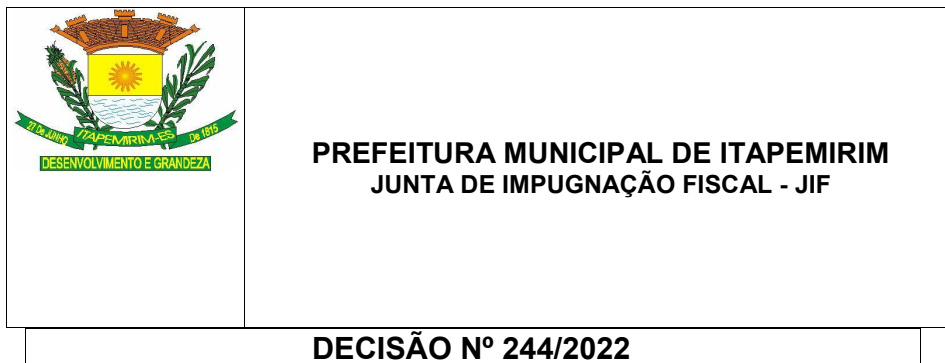 27 De JUNHO ITAPEMIRIM-ES De 1815
DESENVOLVIMENTO E GRANDEZA
PREFEITURA MUNICIPAL DE ITAPEMIRIM
JUNTA DE IMPUGNAÇÃO FISCAL - JIF
DECISÃO Nº 244/2022